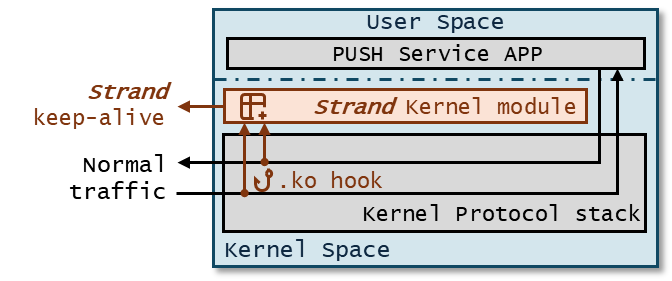 User Space
PUSH Service APP
Strand
keep-alive
Strand Kernel module
Normal
traffic
.ko hook
Kernel Protocol stack
Kernel Space